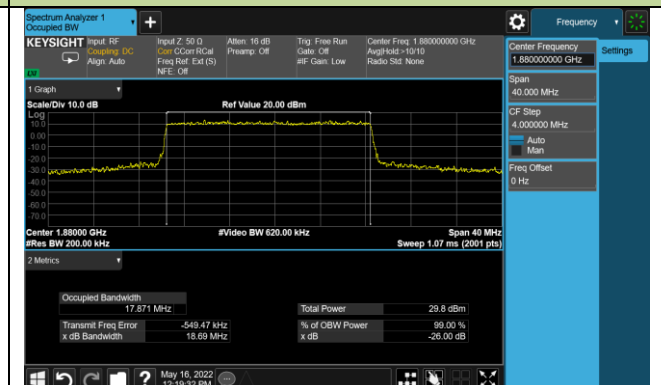 Spectrum Analyzer 1
Occupied BW
Frequency
KEYSIGHT
Input: RF
Coupling: DC
Align: Auto
Input Z: 50 Ω
Corr CCorr RCal
Freq Ref: Ext (S)
NFE: Off
Atten: 16 dB
Preamp: Off
Trig: Free Run
Gate: Off
#IF Gain: Low
Center Freq: 1.880000000 GHz
Avg|Hold:>10/10
Radio Std: None
LXI
1 Graph
Scale/Div 10.0 dB
Ref Value 20.00 dBm
Log
10.0
0.00
-10.0
-20.0
-30.0
-40.0
-50.0
-60.0
-70.0
Center 1.88000 GHz
#Video BW 620.00 kHz
Span 40 MHz
#Res BW 200.00 kHz
Sweep 1.07 ms (2001 pts)
2 Metrics
Occupied Bandwidth
17.871 MHz
Total Power
29.8 dBm
Transmit Freq Error
-549.47 kHz
% of OBW Power
99.00 %
x dB Bandwidth
18.69 MHz
x dB
-26.00 dB
May 16, 2022
12:19:32 PM
Center Frequency
1.880000000 GHz
Settings
Span
40.000 MHz
CF Step
4.000000 MHz
Auto
Man
Freq Offset
0 Hz